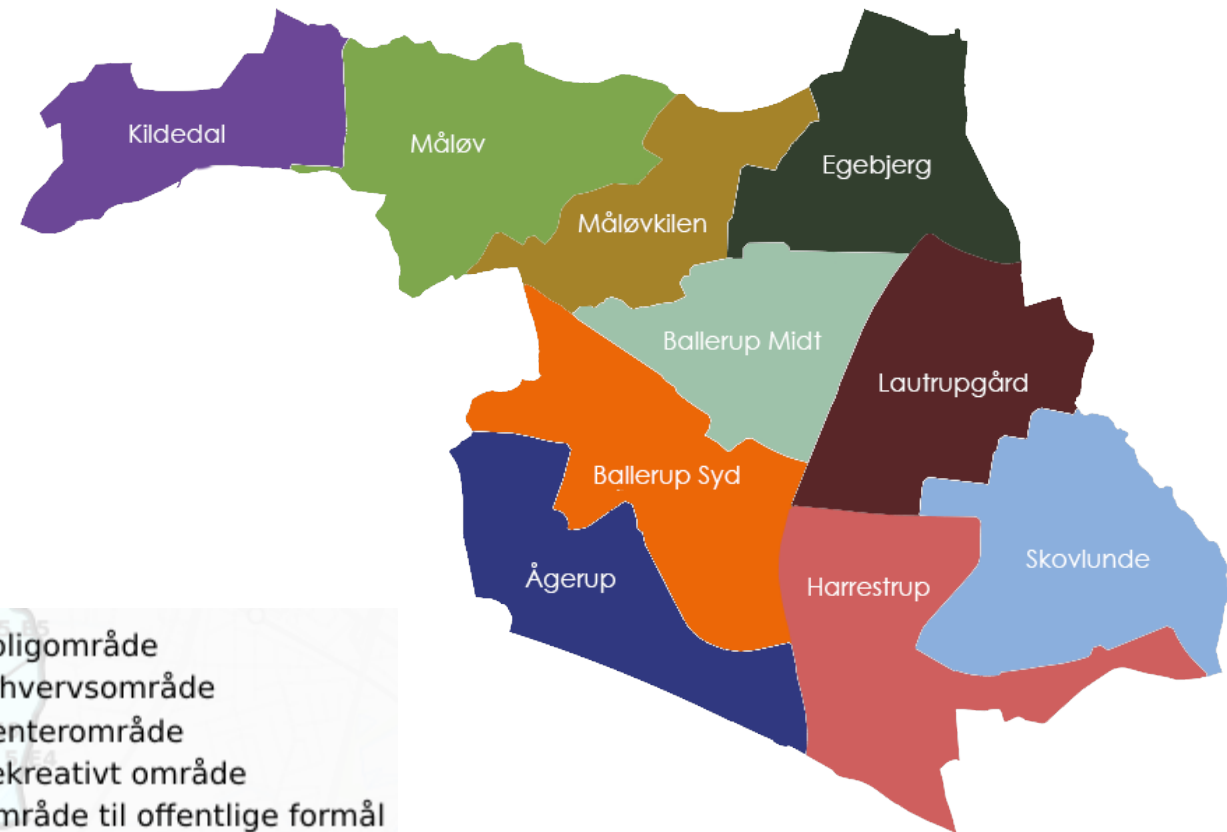 Kildedal
Måløv
Egebjerg
Måløvkilen
Ballerup Midt
Lautrupgård
Ballerup Syd
Skovlunde
Ågerup
Harrestrup
oligområde
hvervsområde
enterområde
ekreativt område
mråde til offentlige formål